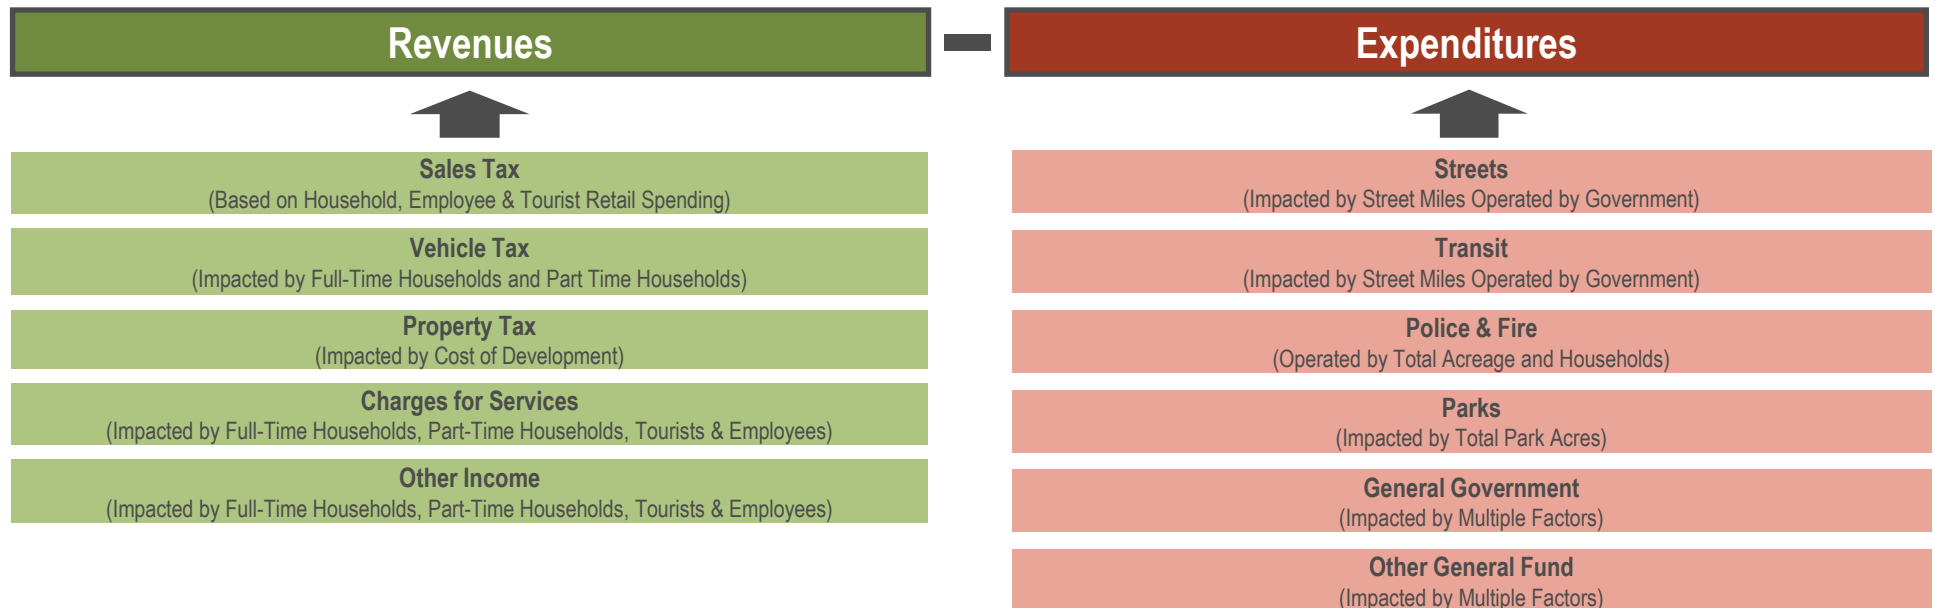 Revenues
Sales Tax
(Based on Household, Employee & Tourist Retail Spending)
Vehicle Tax
(Impacted by Full-Time Households and Part Time Households)
Property Tax
(Impacted by Cost of Development)
Charges for Services
(Impacted by Full-Time Households, Part-Time Households, Tourists & Employees)
Other Income
(Impacted by Full-Time Households, Part-Time Households, Tourists & Employees)
Expenditures
Streets
(Impacted by Street Miles Operated by Government)
Transit
(Impacted by Street Miles Operated by Government)
Police & Fire
(Operated by Total Acreage and Households)
Parks
(Impacted by Total Park Acres)
General Government
(Impacted by Multiple Factors)
Other General Fund
(Impacted by Multiple Factors)